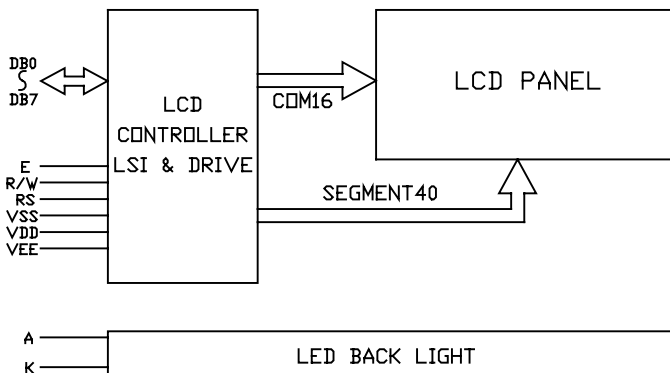 DB0
DB7
E
R/W
RS
VSS
VDD
VEE
LCD
CONTROLLER
LSI & DRIVE
COM16
SEGMENT40
LCD PANEL
A
K
LED BACK LIGHT